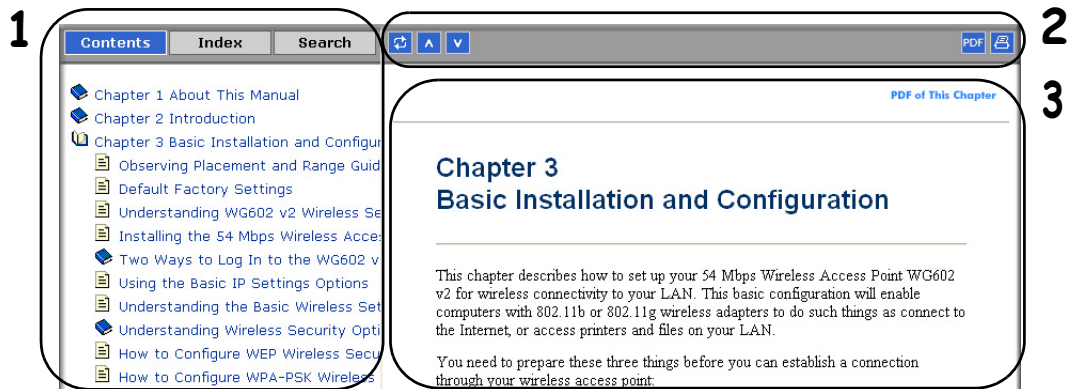 1
Contents Index Search
Chapter 1 About This Manual
Chapter 2 Introduction
Chapter 3 Basic Installation and Configur
Observing Placement and Range Guid
Default Factory Settings
Understanding WG602 v2 Wireless Se
Installing the 54 Mbps Wireless Acce
Two Ways to Log In to the WG602 v
Using the Basic IP Settings Options
Understanding the Basic Wireless Set
Understanding Wireless Security Opti
How to Configure WEP Wireless Secu
How to Configure WPA-PSK Wireless
PDF
2
3
PDF of This Chapter
Chapter 3
Basic Installation and Configuration
This chapter describes how to set up your 54 Mbps Wireless Access Point WG602
v2 for wireless connectivity to your LAN. This basic configuration will enable
computers with 802.11b or 802.11g wireless adapters to do such things as connect to
the Internet, or access printers and files on your LAN.
You need to prepare these three things before you can establish a connection
through your wireless access point: